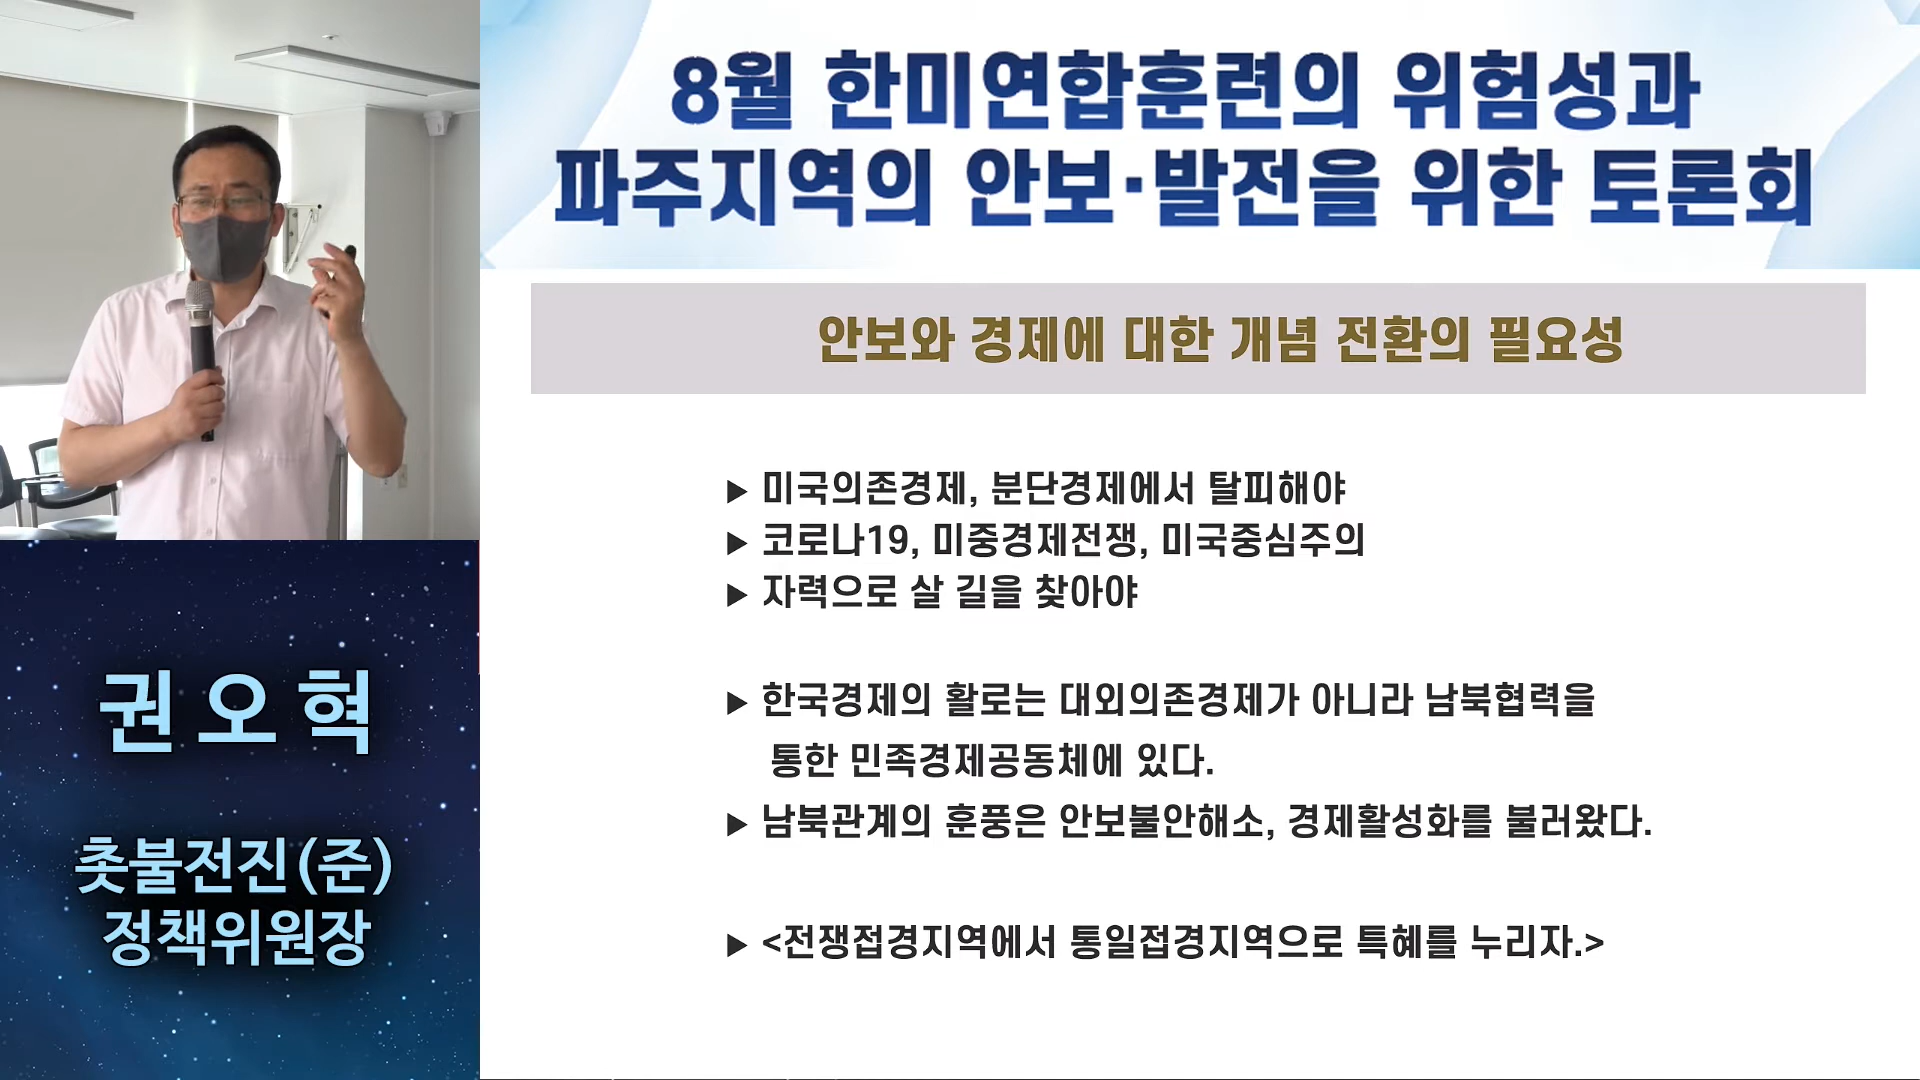 8월 한미연합훈련의 위험성과
파주지역의 안보·발전을 위한 토론회
안보와 경제에 대한 개념 전환의 필요성
▶ 미국의존경제, 분단경제에서 탈피해야
▶ 코로나19, 미중경제전쟁, 미국중심주의
▶ 자력으로 살 길을 찾아야
▶ 한국경제의 활로는 대외의존경제가 아니라 남북협력을
통한 민족경제공동체에 있다.
▶ 남북관계의 훈풍은 안보불안해소, 경제활성화를 불러왔다.
▶ <전쟁접경지역에서 통일접경지역으로 특혜를 누리자.>
권오혁
촛불전진(준)
정책위원장